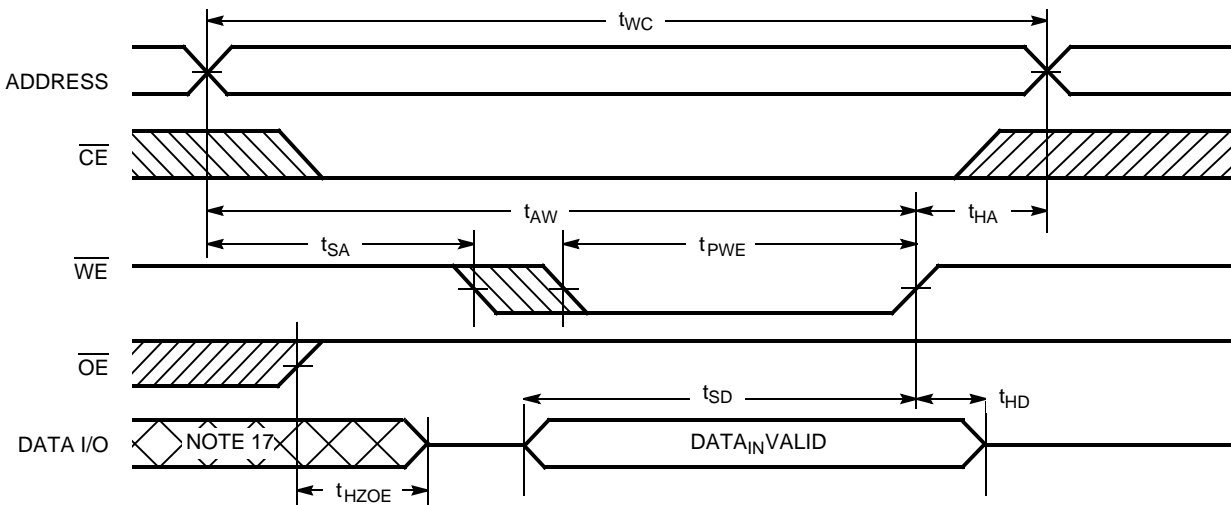 tWC
ADDRESS
CE
tAW
tHA
tSA
tPWE
WE
OE
tSD
tHD
DATA I/O
NOTE 17
DATAINVALID
tHZOE